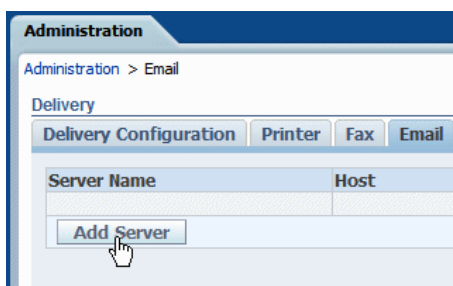 Administration
Administration > Email
Delivery
Delivery Configuration Printer Fax Email
Server Name Host
Add Server